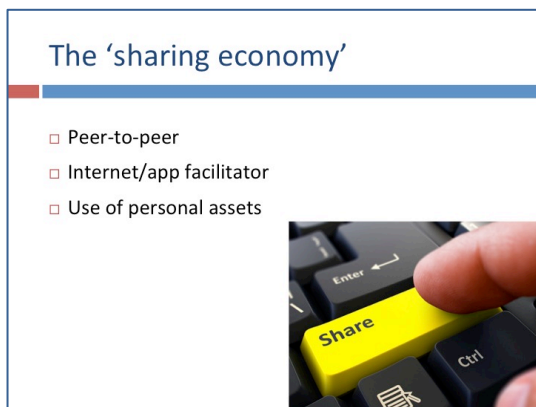 The ‘sharing economy’
Peer-to-peer
Internet/app facilitator
Use of personal assets
Enter
Share
Ctrl